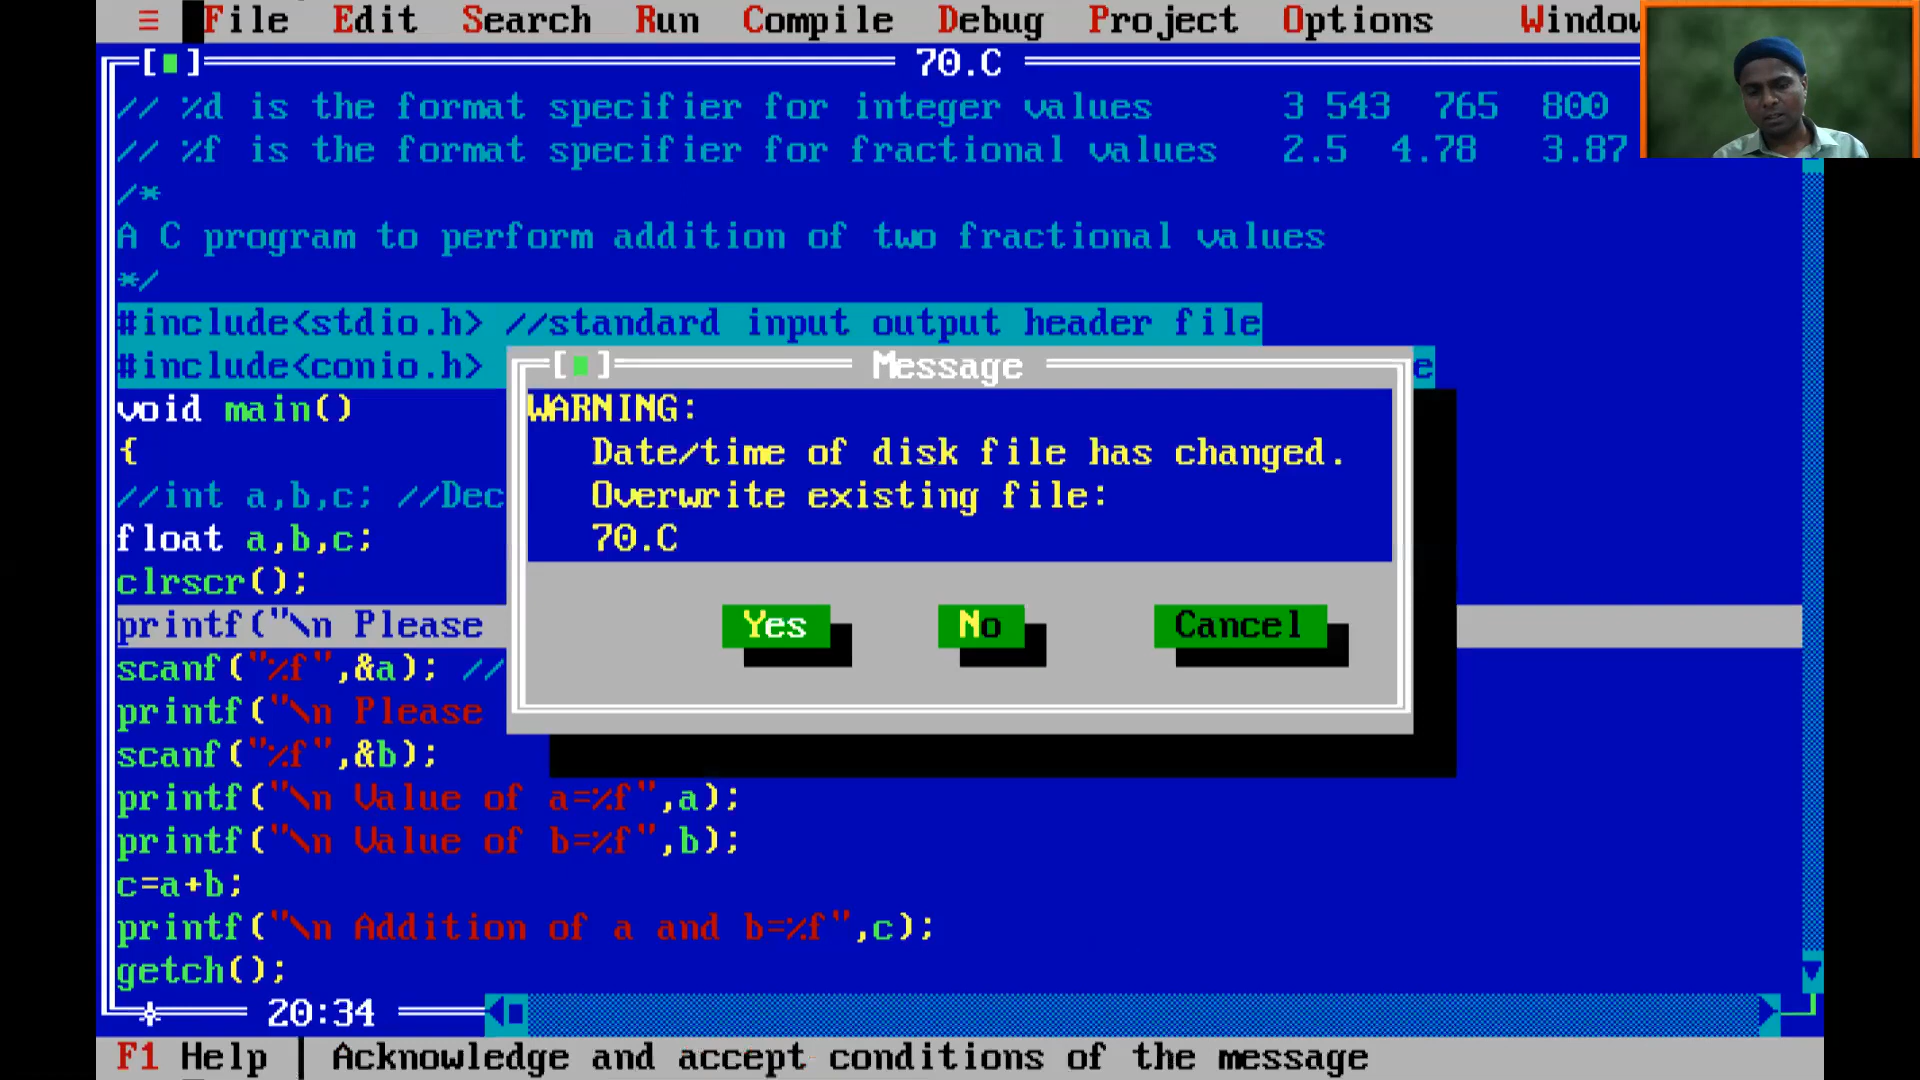 ≡ File Edit Search Run Compile Debug Project Options Window
70.C
// %d is the format specifier for integer values 3 543 765 800
// %f is the format specifier for fractional values 2.5 4.78 3.87
/*
A C program to perform addition of two fractional values
*/
#include<stdio.h> //standard input output header file
#include<conio.h> e
void main()
{
//int a,b,c; //Dec
float a,b,c;
clrscr();
printf("\n Please
scanf("%f",&a); //
printf("\n Please
scanf("%f",&b);
printf("\n Value of a=%f",a);
printf("\n Value of b=%f",b);
c=a+b;
printf("\n Addition of a and b=%f",c);
getch();
20:34
Message
WARNING:
Date/time of disk file has changed.
Overwrite existing file:
70.C
Yes No Cancel
F1 Help | Acknowledge and accept conditions of the message